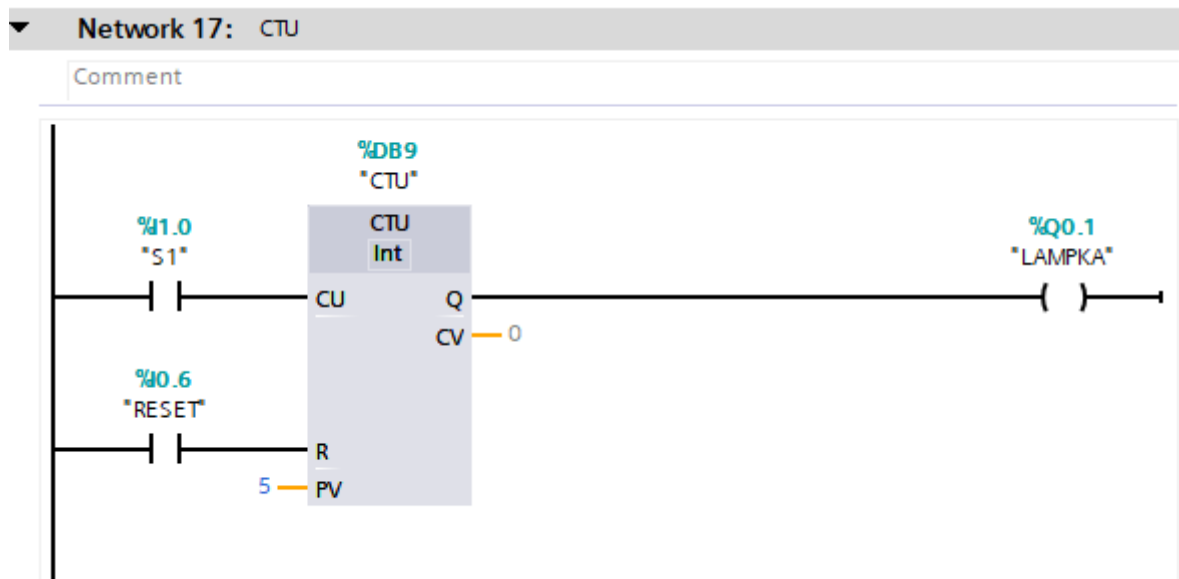 Network 17: CTU
Comment
%DB9
"CTU"
%I1.0
"S1"
CTU
Int
%Q0.1
"LAMPKA"
CU
Q
CV
0
%I0.6
"RESET"
R
5
PV